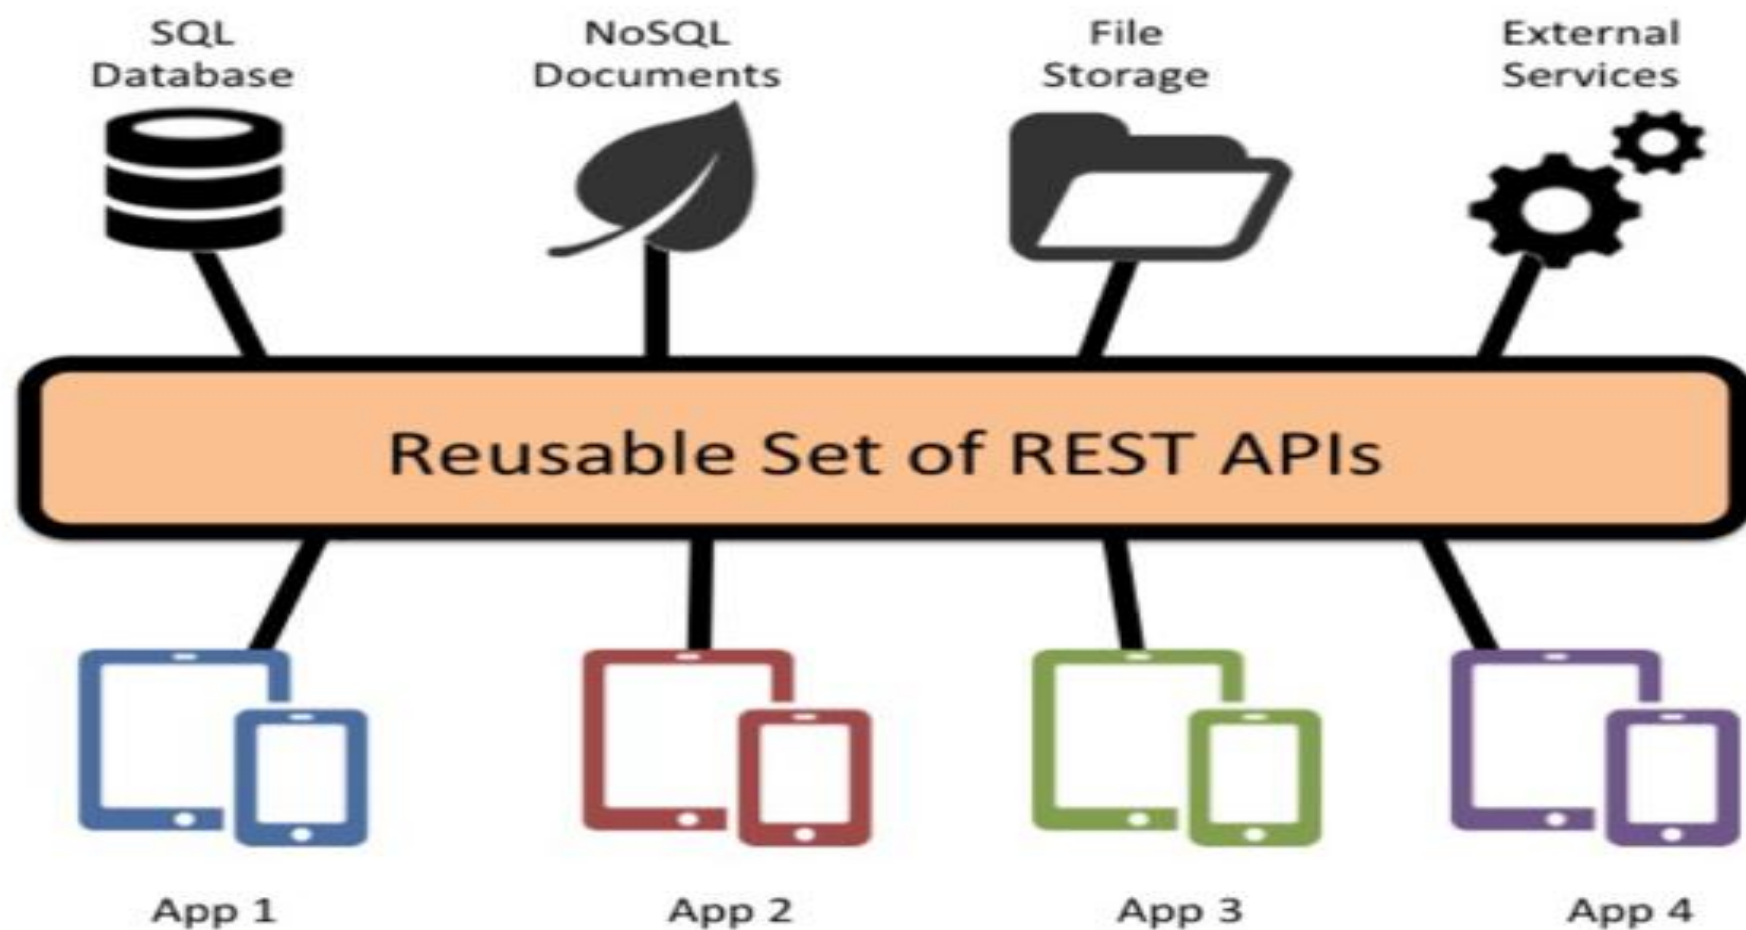 SQL
Database
NoSQL
Documents
File
Storage
External
Services
Reusable Set of REST APIs
App 1
App 2
App 3
App 4